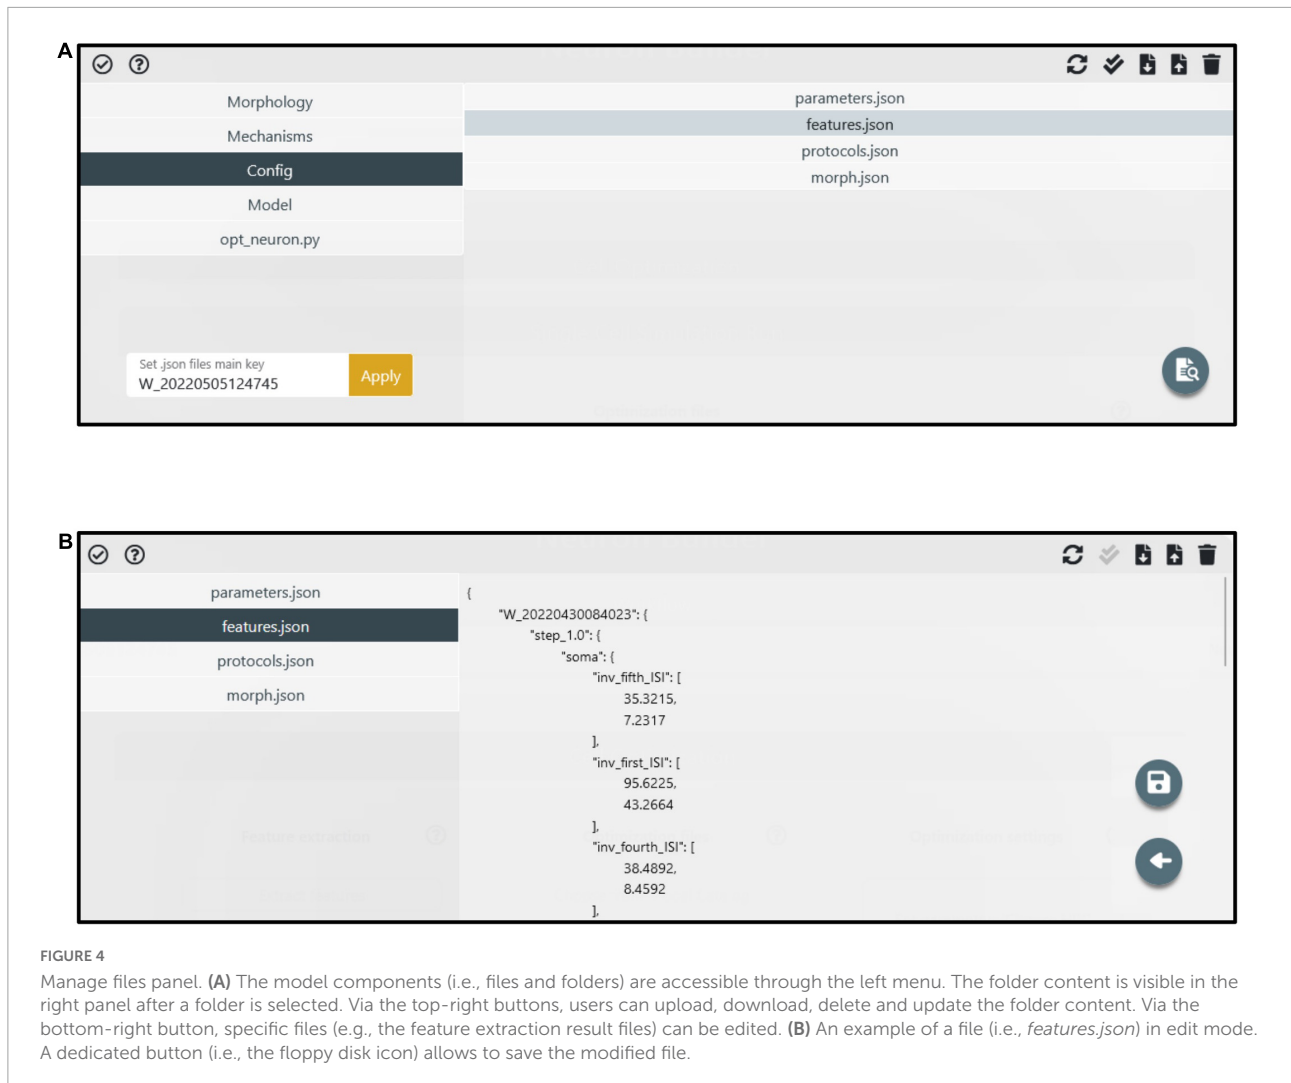 A
Morphology
Mechanisms
Config
Model
opt_neuron.py
parameters.json
features.json
protocols.json
morph.json
Set .json files main key
W_20220505124745
Apply
B
parameters.json
features.json
protocols.json
morph.json
{
"W_20220430084023": {
"step_1.0": {
"soma": {
"inv_fifth_ISI": [
35.3215,
7.2317
],
"inv_first_ISI": [
95.6225,
43.2664
],
"inv_fourth_ISI": [
38.4892,
8.4592
],
FIGURE 4
Manage files panel. (A) The model components (i.e., files and folders) are accessible through the left menu. The folder content is visible in the
right panel after a folder is selected. Via the top-right buttons, users can upload, download, delete and update the folder content. Via the
bottom-right button, specific files (e.g., the feature extraction result files) can be edited. (B) An example of a file (i.e., features.json) in edit mode.
A dedicated button (i.e., the floppy disk icon) allows to save the modified file.